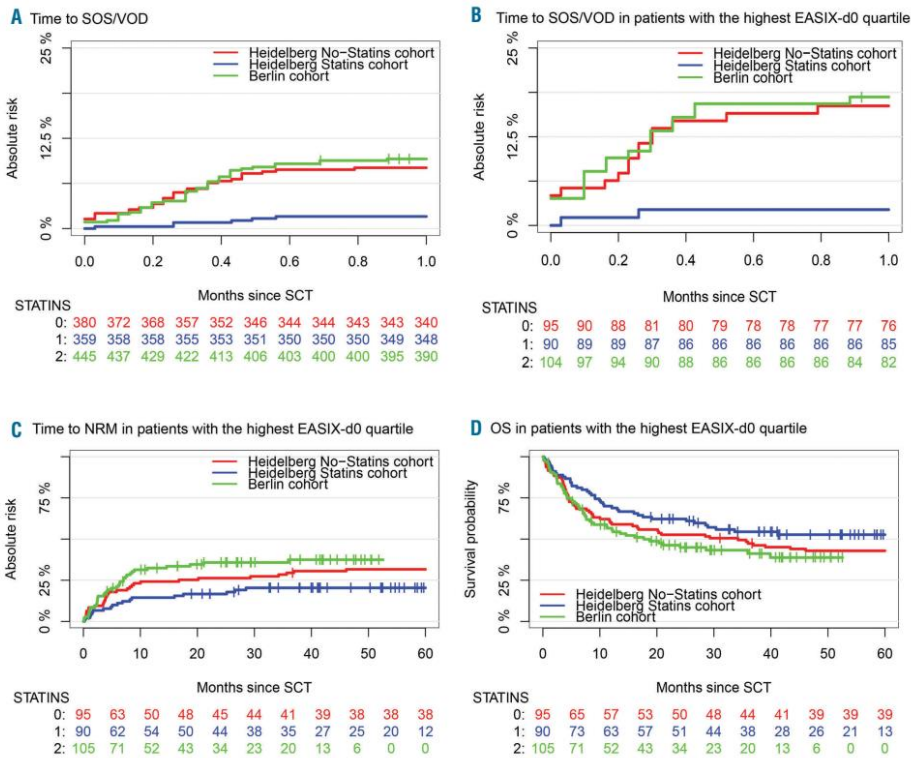 A Time to SOS/VOD
25 %
12.5 %
0 %
Absolute risk
Heidelberg No-Statins cohort
Heidelberg Statins cohort
Berlin cohort
0.0 0.2 0.4 0.6 0.8 1.0
Months since SCT
STATINS
0: 380 372 368 357 352 346 344 344 343 343 340
1: 359 358 358 355 353 351 350 350 350 349 348
2: 445 437 429 422 413 406 403 400 400 395 390
B Time to SOS/VOD in patients with the highest EASIX-d0 quartile
25 %
12.5 %
0 %
Absolute risk
Heidelberg No-Statins cohort
Heidelberg Statins cohort
Berlin cohort
0.0 0.2 0.4 0.6 0.8 1.0
Months since SCT
STATINS
0: 95 90 88 81 80 79 78 78 77 77 76
1: 90 89 89 87 86 86 86 86 86 86 85
2: 104 97 94 90 88 86 86 86 86 84 82
C Time to NRM in patients with the highest EASIX-d0 quartile
75 %
25 %
0 %
Absolute risk
Heidelberg No-Statins cohort
Heidelberg Statins cohort
Berlin cohort
0 10 20 30 40 50 60
Months since SCT
STATINS
0: 95 63 50 48 45 44 41 39 38 38 38
1: 90 62 54 50 44 38 35 27 25 20 12
2: 105 71 52 43 34 23 20 13 6 0 0
D OS in patients with the highest EASIX-d0 quartile
75 %
25 %
0 %
Survival probability
Heidelberg No-Statins cohort
Heidelberg Statins cohort
Berlin cohort
0 10 20 30 40 50 60
Months since SCT
STATINS
0: 95 65 57 53 50 48 44 41 39 39 39
1: 90 73 63 57 51 44 38 28 26 21 13
2: 105 71 52 43 34 23 20 13 6 0 0